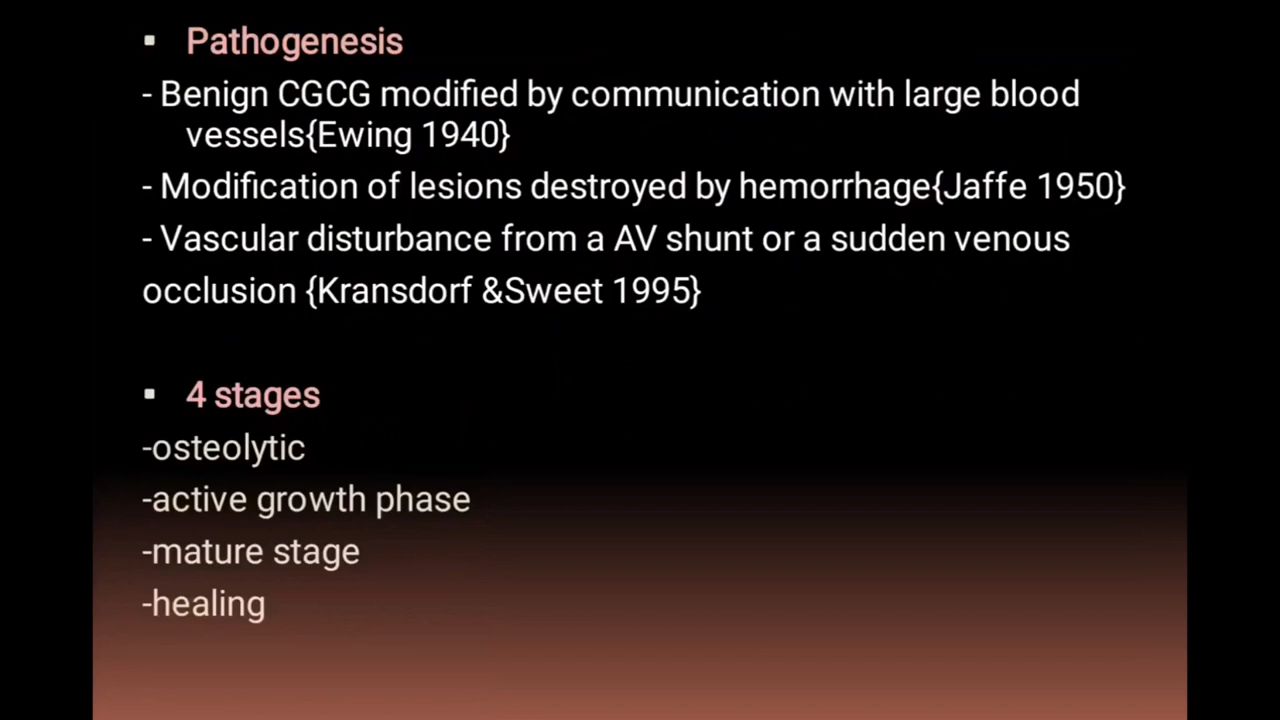 ▪ Pathogenesis
- Benign CGCG modified by communication with large blood
vessels{Ewing 1940}
- Modification of lesions destroyed by hemorrhage{Jaffe 1950}
- Vascular disturbance from a AV shunt or a sudden venous
occlusion {Kransdorf &Sweet 1995}
▪ 4 stages
-osteolytic
-active growth phase
-mature stage
-healing